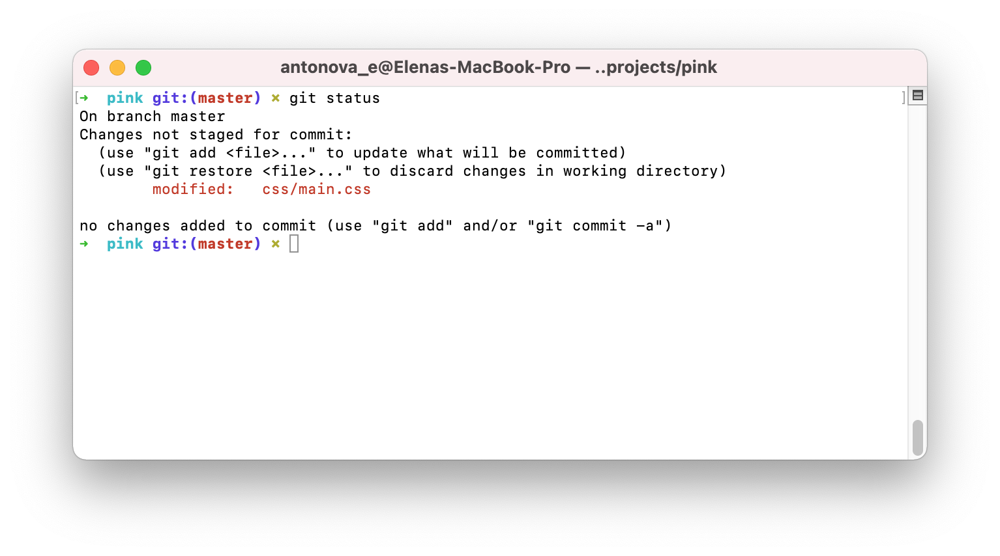 antonova_e@Elenas-MacBook-Pro — ..projects/pink
[➜  pink git:(master) ✗ git status ]
On branch master
Changes not staged for commit:
  (use "git add <file>..." to update what will be committed)
  (use "git restore <file>..." to discard changes in working directory)
        modified:   css/main.css

no changes added to commit (use "git add" and/or "git commit -a")
➜  pink git:(master) ✗